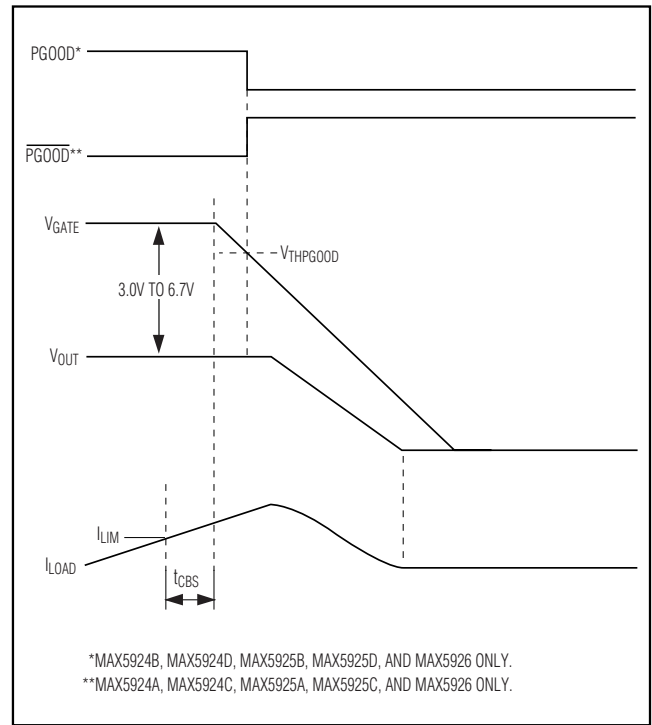 PGOOD*
PGOOD**
VGATE
VTHPGOOD
3.0V TO 6.7V
VOUT
ILIM
ILOAD
tCBS
*MAX5924B, MAX5924D, MAX5925B, MAX5925D, AND MAX5926 ONLY.
**MAX5924A, MAX5924C, MAX5925A, MAX5925C, AND MAX5926 ONLY.